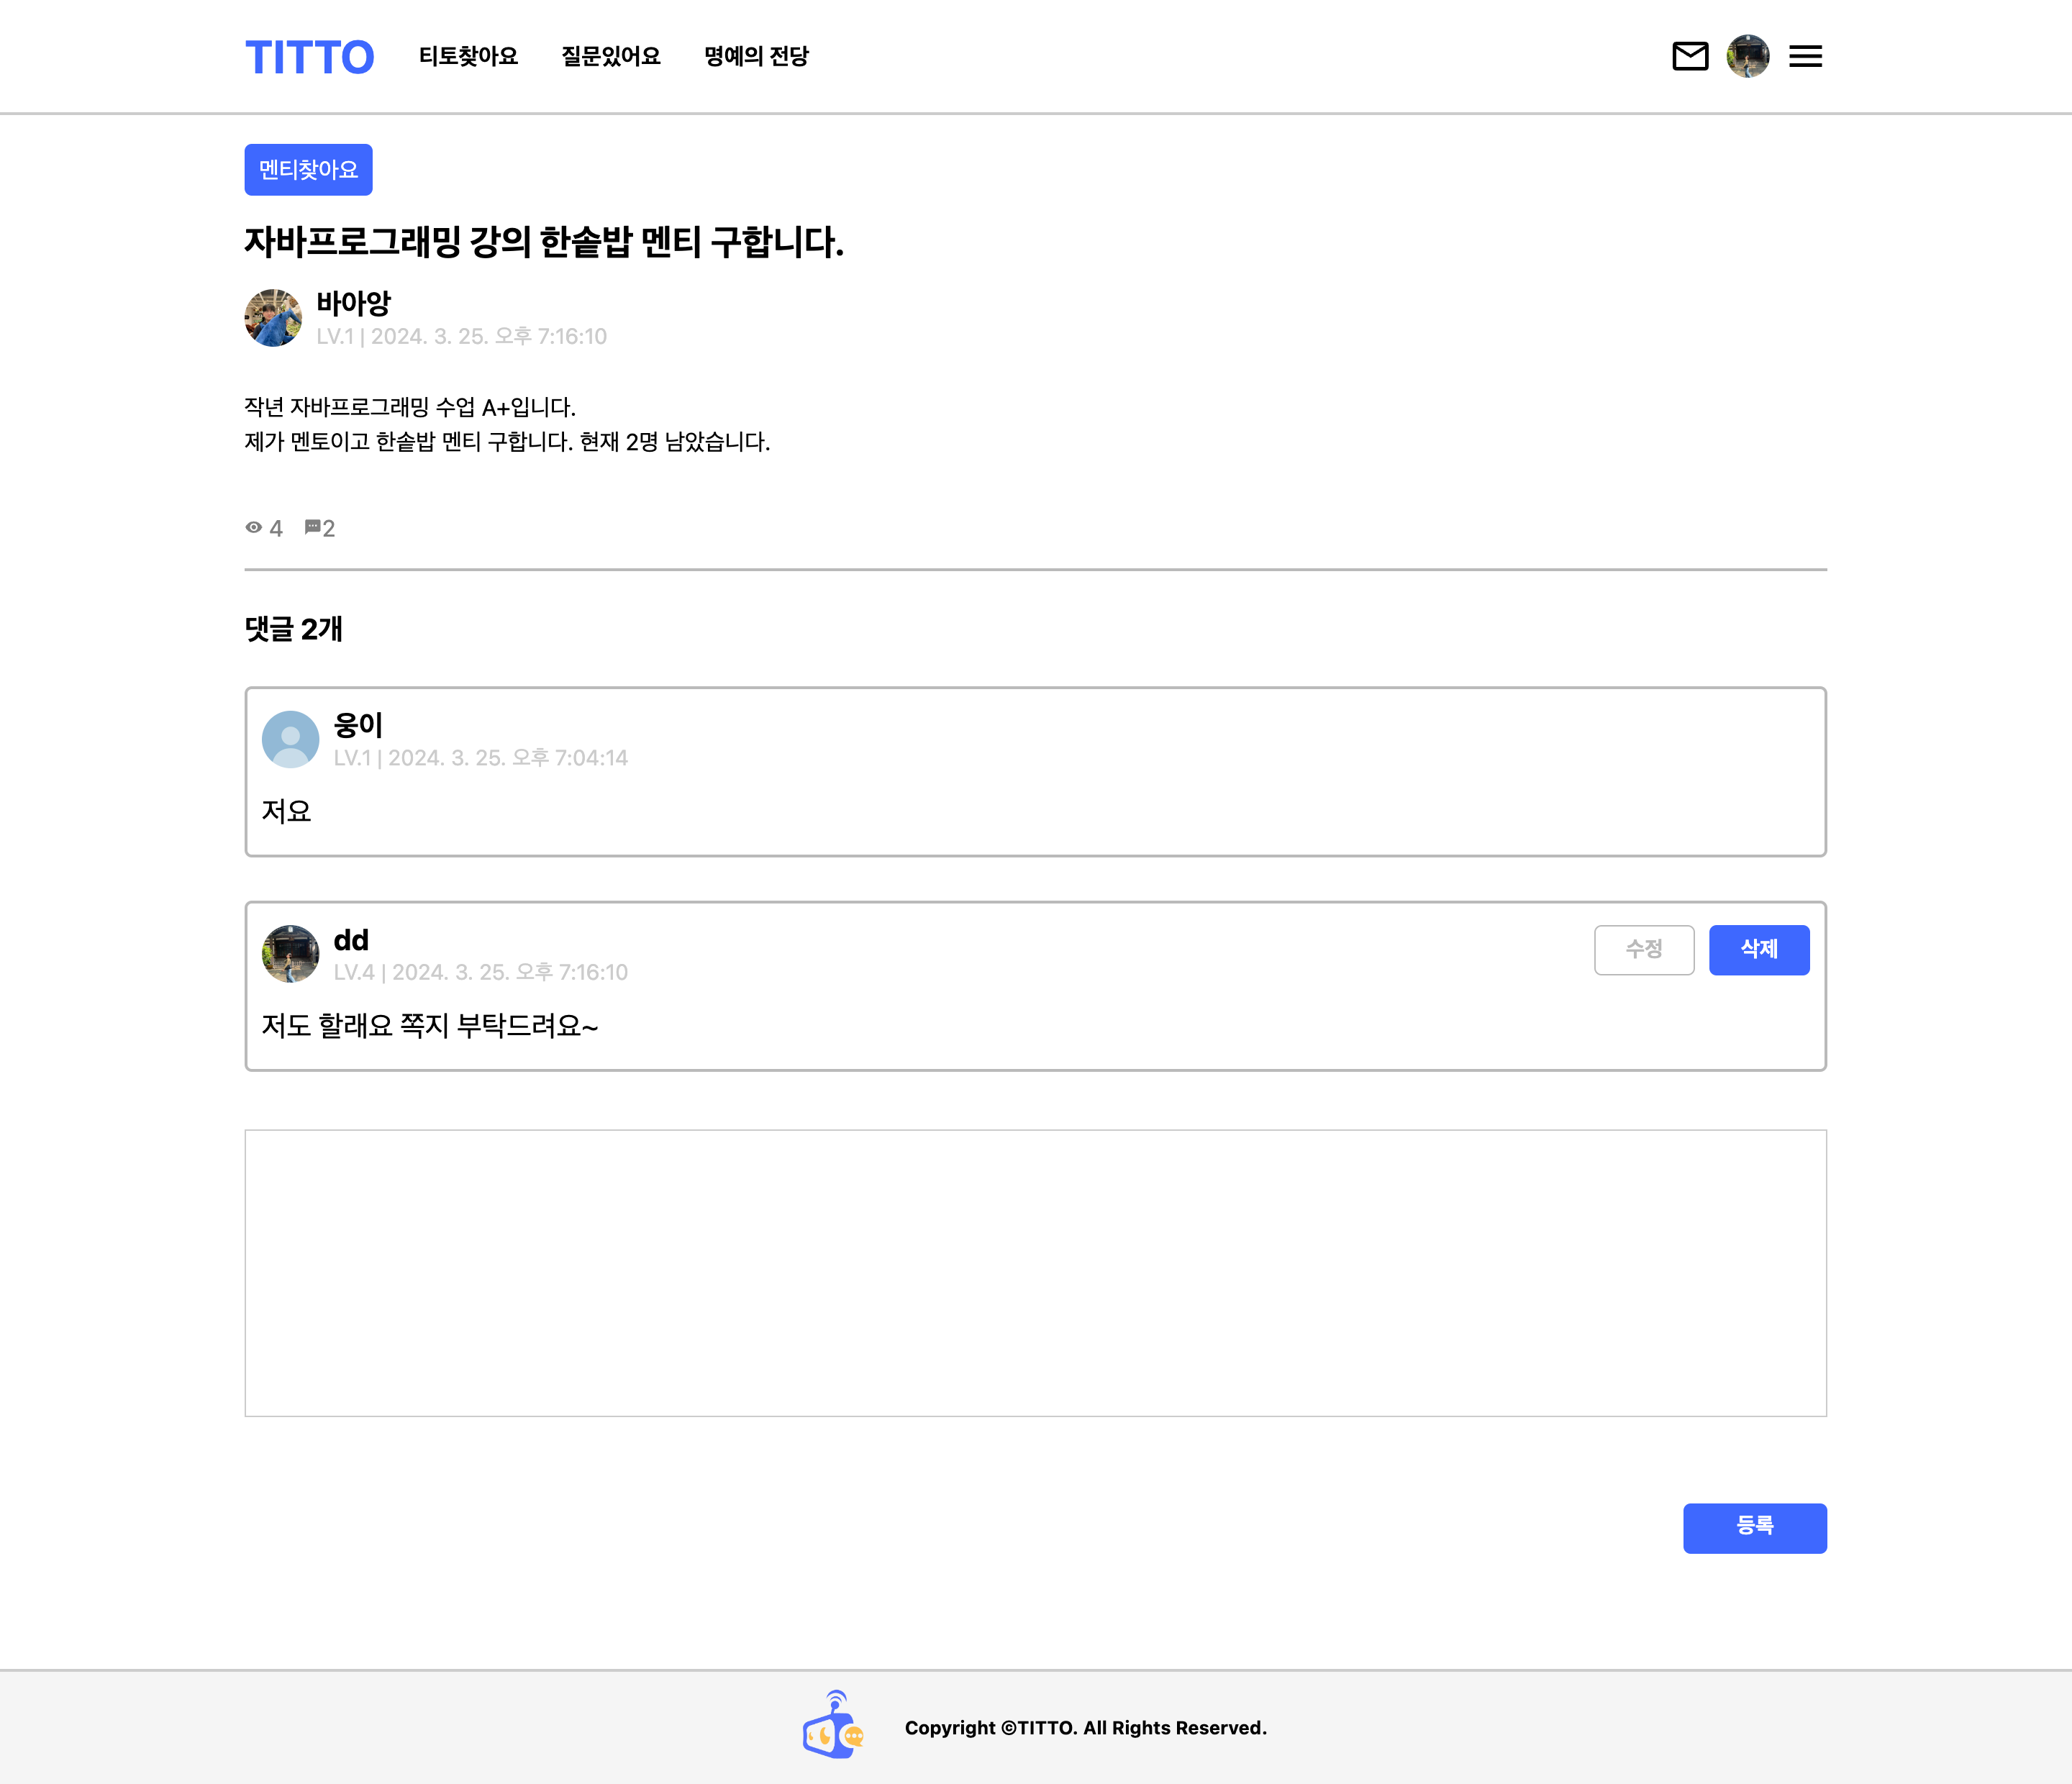 TITTO 티토찾아요 질문있어요 명예의 전당
멘티찾아요
자바프로그래밍 강의 한솥밥 멘티 구합니다.
바아앙
LV.1 | 2024. 3. 25. 오후 7:16:10
작년 자바프로그래밍 수업 A+입니다.
제가 멘토이고 한솥밥 멘티 구합니다. 현재 2명 남았습니다.
4 2
댓글 2개
웅이
LV.1 | 2024. 3. 25. 오후 7:04:14
저요
dd
LV.4 | 2024. 3. 25. 오후 7:16:10
수정 삭제
저도 할래요 쪽지 부탁드려요~
등록
Copyright ©TITTO. All Rights Reserved.